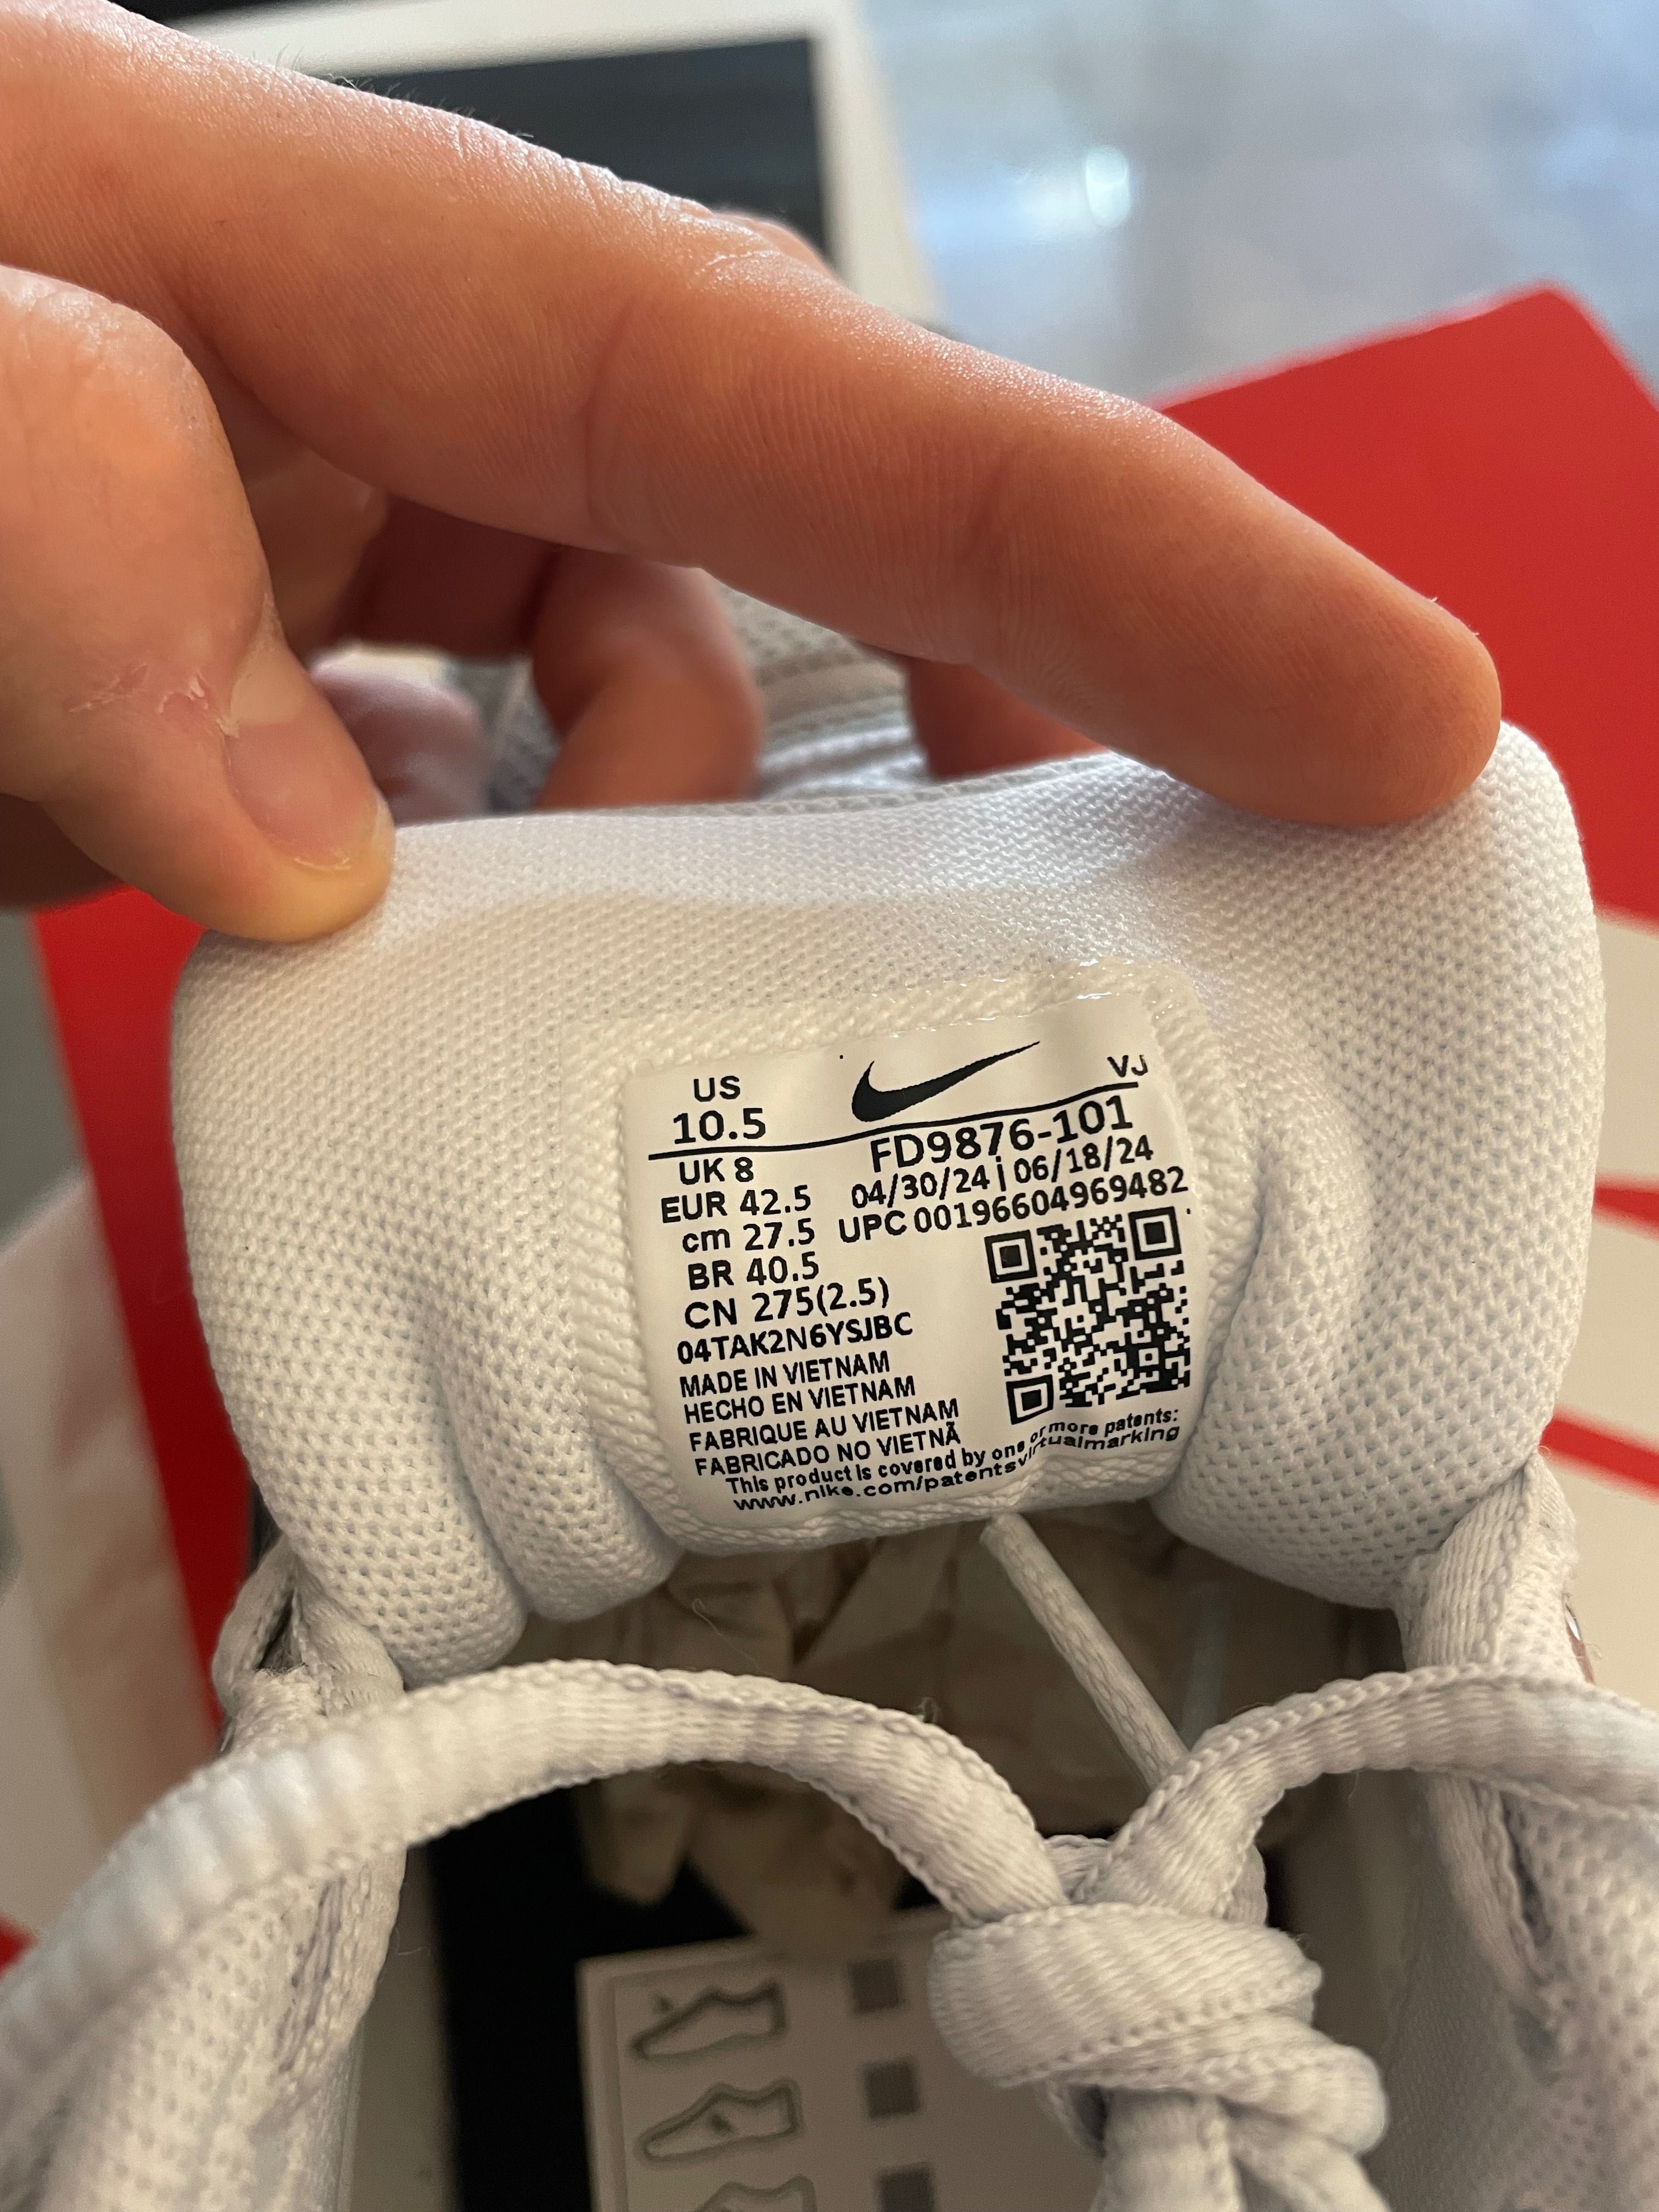 US VJ
10.5 FD9876-101
UK 8 04/30/24 | 06/18/24
EUR 42.5 UPC 00196604969482
cm 27.5
BR 40.5
CN 275(2.5)
04TAK2N6YSJBC
MADE IN VIETNAM
HECHO EN VIETNAM
FABRIQUE AU VIETNAM
FABRICADO NO VIETNÃ
This product is covered by one or more patents:
www.nike.com/patentsvirtualmarking